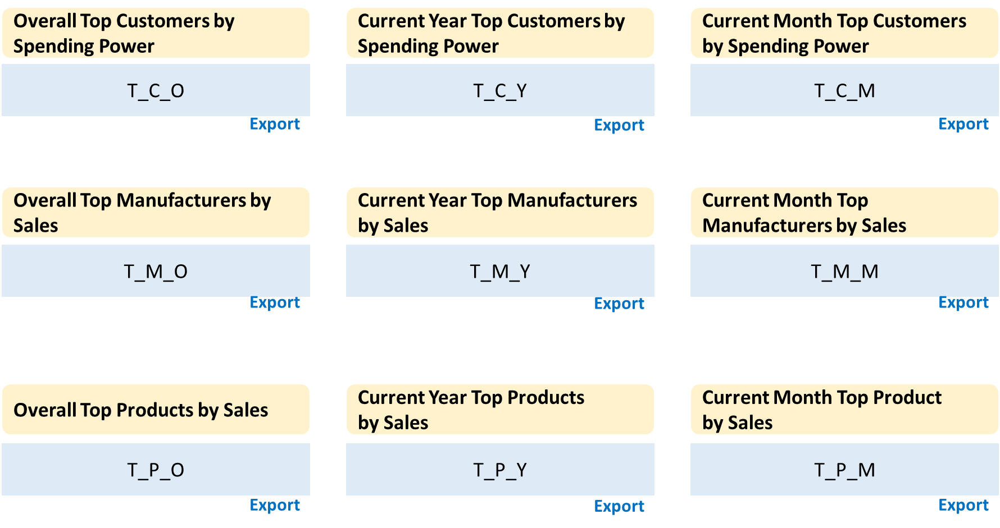 Overall Top Customers by
Spending Power
Current Year Top Customers by
Spending Power
Current Month Top Customers
by Spending Power
T_C_O
T_C_Y
T_C_M
Export
Export
Export
Overall Top Manufacturers by
Sales
Current Year Top Manufacturers
by Sales
Current Month Top
Manufacturers by Sales
T_M_O
T_M_Y
T_M_M
Export
Export
Export
Overall Top Products by Sales
Current Year Top Products
by Sales
Current Month Top Product
by Sales
T_P_O
T_P_Y
T_P_M
Export
Export
Export